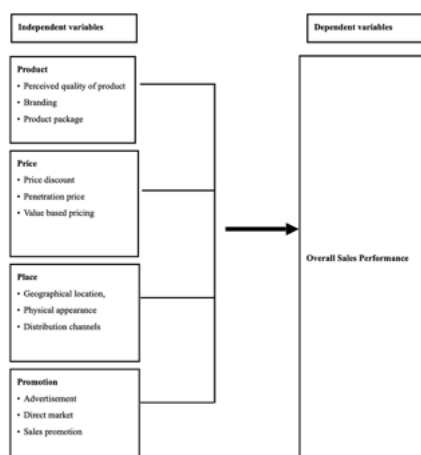 Independent variables
Dependent variables
Product
• Perceived quality of product
• Branding
• Product package
Price
• Price discount
• Penetration price
• Value based pricing
Place
• Geographical location,
• Physical appearance
• Distribution channels
Promotion
• Advertisement
• Direct market
• Sales promotion
Overall Sales Performance